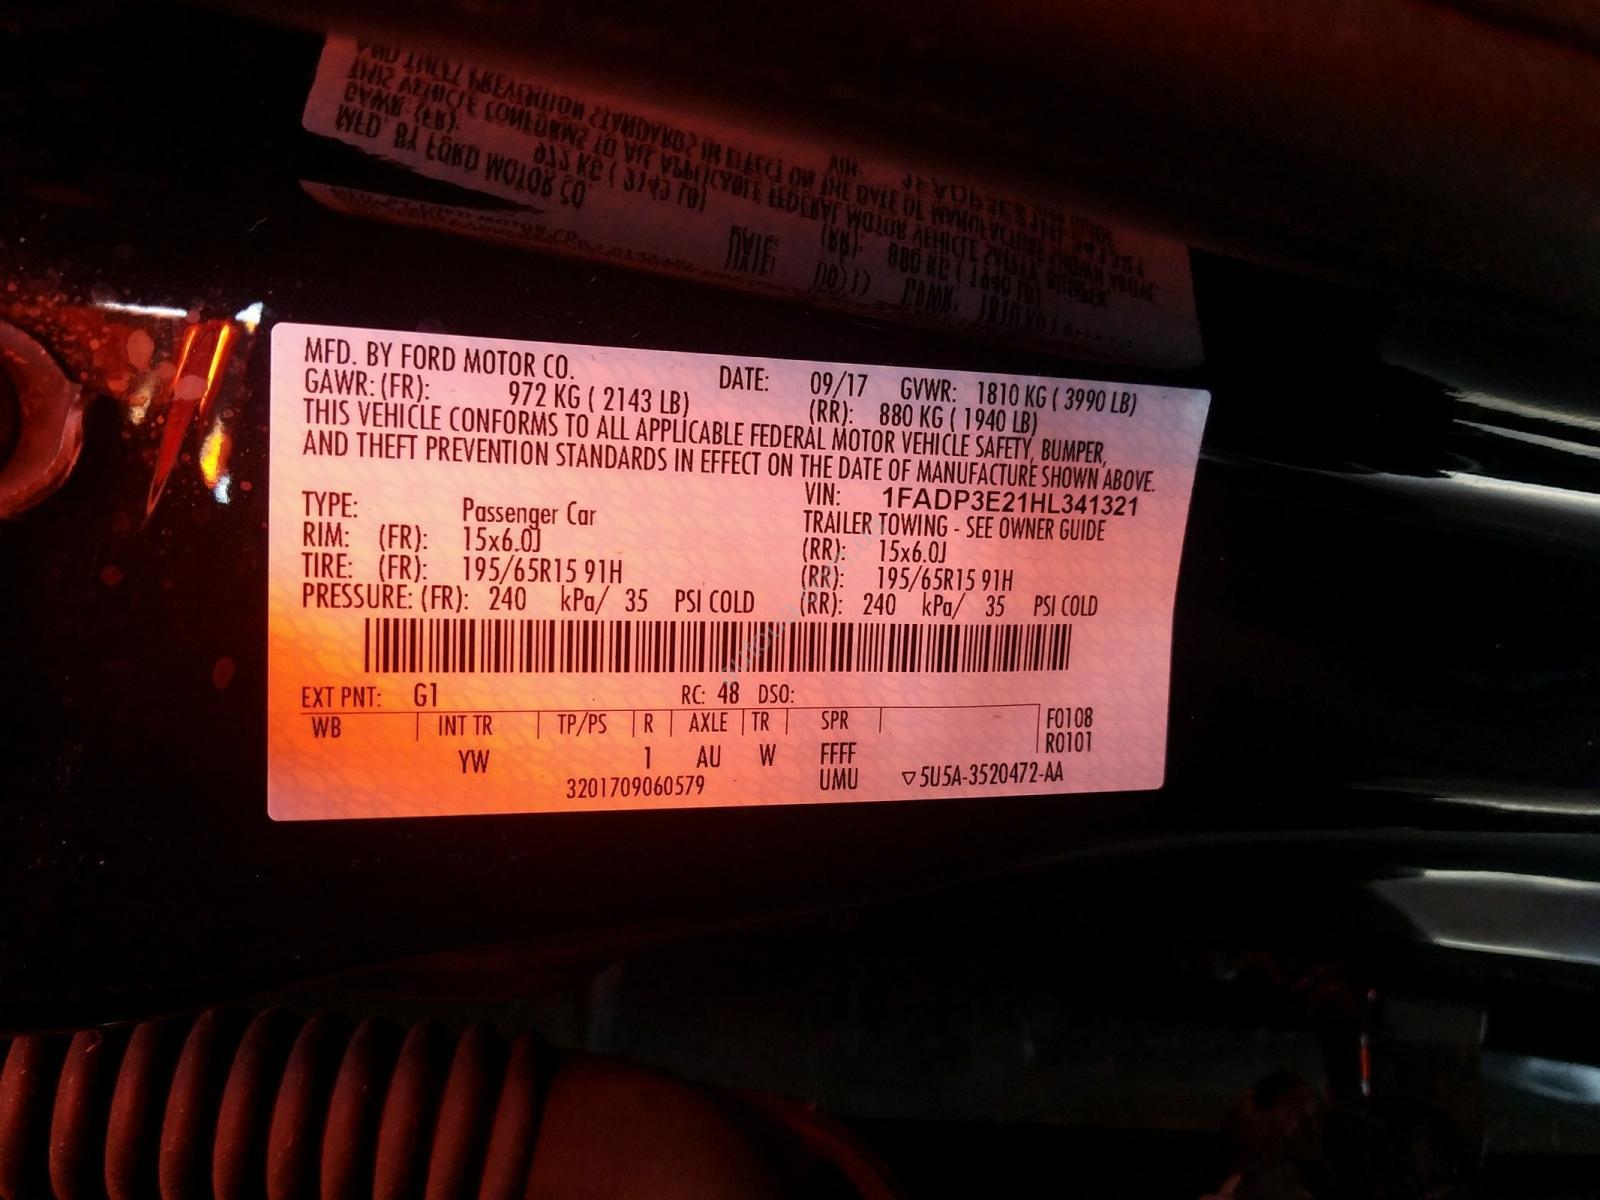 MFD. BY FORD MOTOR CO. DATE: 09/17 GVWR: 1810 KG ( 3990 LB)
GAWR: (FR): 972 KG ( 2143 LB) (RR): 880 KG ( 1940 LB)
THIS VEHICLE CONFORMS TO ALL APPLICABLE FEDERAL MOTOR VEHICLE SAFETY, BUMPER,
AND THEFT PREVENTION STANDARDS IN EFFECT ON THE DATE OF MANUFACTURE SHOWN ABOVE.
VIN: 1FADP3E21HL341321
TYPE: Passenger Car TRAILER TOWING - SEE OWNER GUIDE
RIM: (FR): 15x6.0J (RR): 15x6.0J
TIRE: (FR): 195/65R15 91H (RR): 195/65R15 91H
PRESSURE: (FR): 240 kPa/ 35 PSI COLD (RR): 240 kPa/ 35 PSI COLD
EXT PNT: G1 RC: 48 DSO:
WB INT TR TP/PS R AXLE TR SPR F0108
R0101
YW 1 AU W FFFF
3201709060579 UMU ▽5U5A-3520472-AA